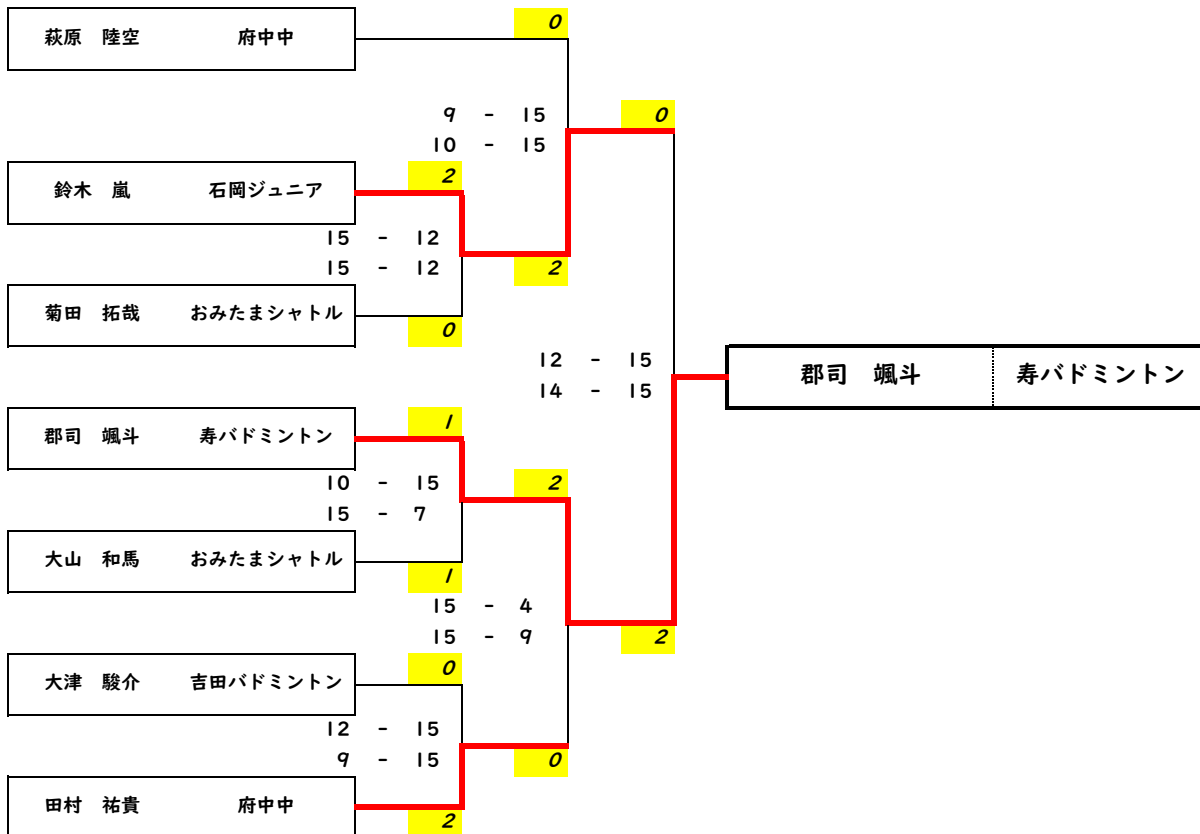 0
萩原 陸空 府中中
9 - 15
0
10 - 15
2
鈴木 嵐 石岡ジュニア
15 - 12
15 - 12
2
菊田 拓哉 おみたまシャトル
0
12 - 15
14 - 15
郡司 颯斗 寿バドミントン
1
郡司 颯斗 寿バドミントン
10 - 15
2
15 - 7
大山 和馬 おみたまシャトル
1
15 - 4
15 - 9
2
0
大津 駿介 吉田バドミントン
12 - 15
9 - 15
0
田村 祐貴 府中中
2